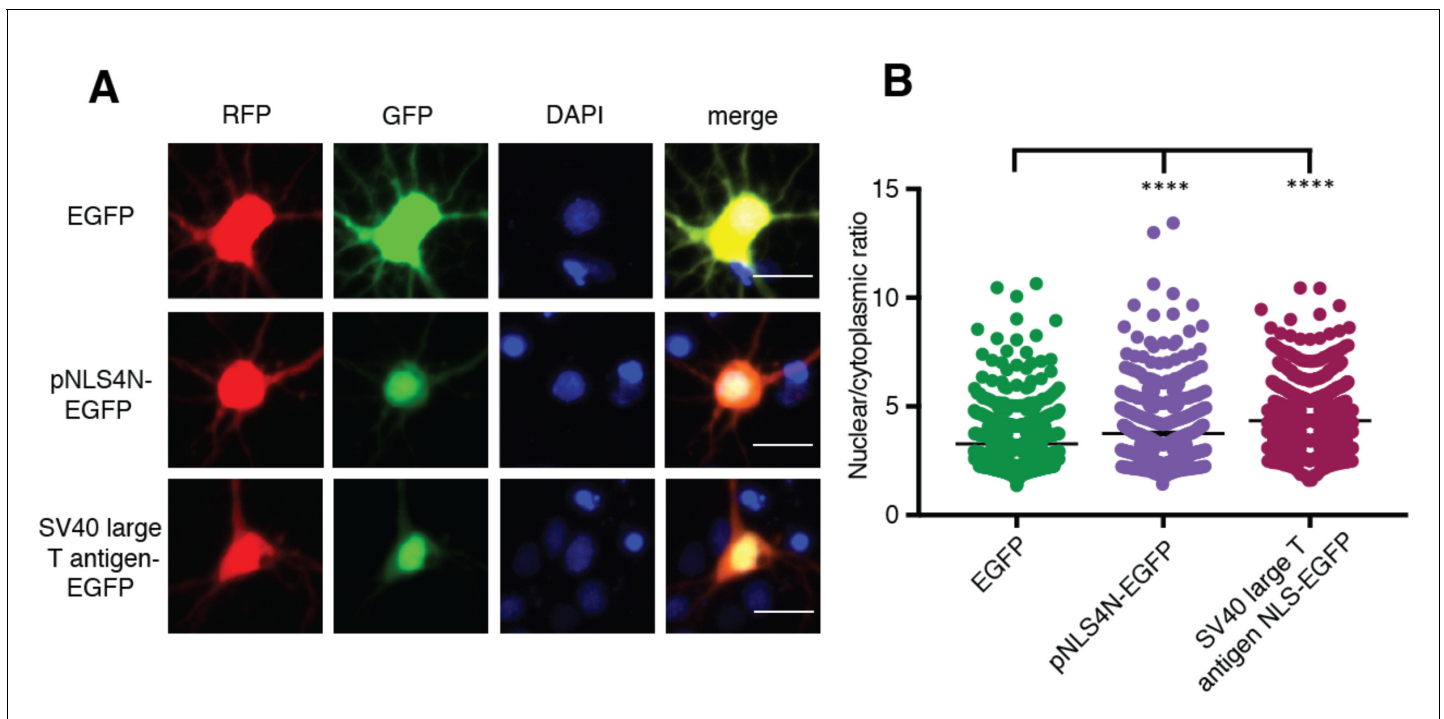 A
RFP
GFP
DAPI
merge
EGFP
pNLS4N-
EGFP
SV40 large
T antigen-
EGFP
B
****
****
Nuclear/cytoplasmic ratio
15
10
5
0
EGFP
pNLS4N-EGFP
SV40 large T
antigen NLS-EGFP